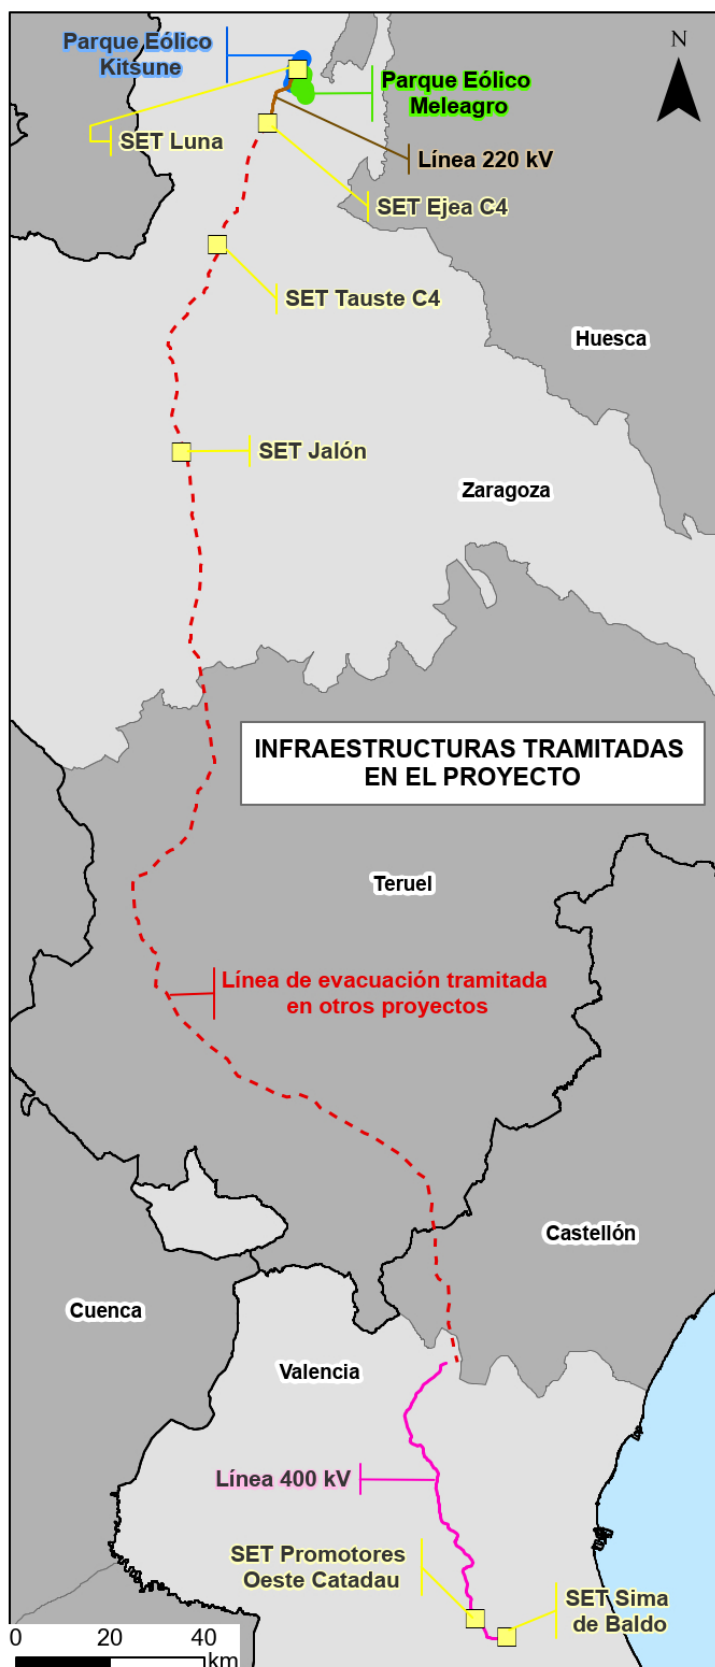 Parque Eólico
Kitsune
N
Parque Eólico
Meleagro
SET Luna
Línea 220 kV
SET Ejea C4
SET Tauste C4
Huesca
SET Jalón
Zaragoza
INFRAESTRUCTURAS TRAMITADAS
EN EL PROYECTO
Teruel
Línea de evacuación tramitada
en otros proyectos
Castellón
Cuenca
Valencia
Línea 400 kV
SET Promotores
Oeste Catadau
SET Sima
de Baldo
0 20 40
km